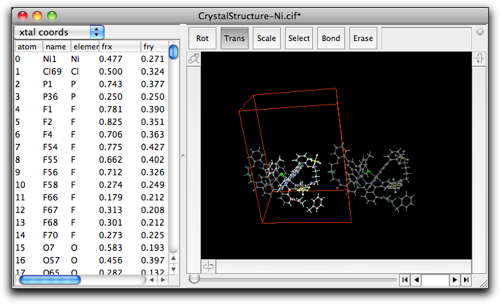 CrystalStructure-Ni.cif*
xtal coords
Rot Trans Scale Select Bond Erase
atom name elemer frx fry
0 Ni1 Ni 0.477 0.271
1 Cl69 Cl 0.500 0.324
2 P1 P 0.743 0.377
3 P36 P 0.250 0.250
4 F1 F 0.781 0.390
5 F2 F 0.825 0.351
6 F4 F 0.706 0.363
7 F54 F 0.775 0.427
8 F55 F 0.662 0.402
9 F56 F 0.712 0.326
10 F58 F 0.274 0.249
11 F66 F 0.179 0.212
12 F67 F 0.313 0.208
13 F68 F 0.301 0.212
14 F70 F 0.273 0.225
15 O7 O 0.583 0.193
16 O57 O 0.456 0.397
17 O65 O 0.282 0.132